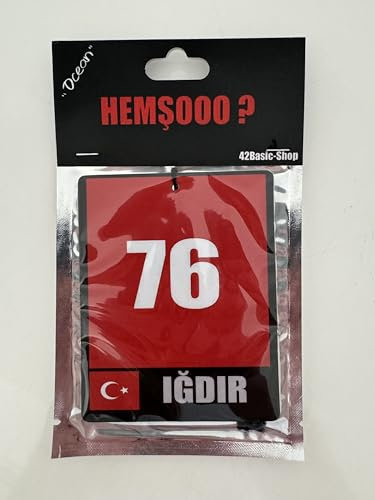 "Ocean"
HEMŞOOO ?
42Basic-Shop
76
IĞDIR